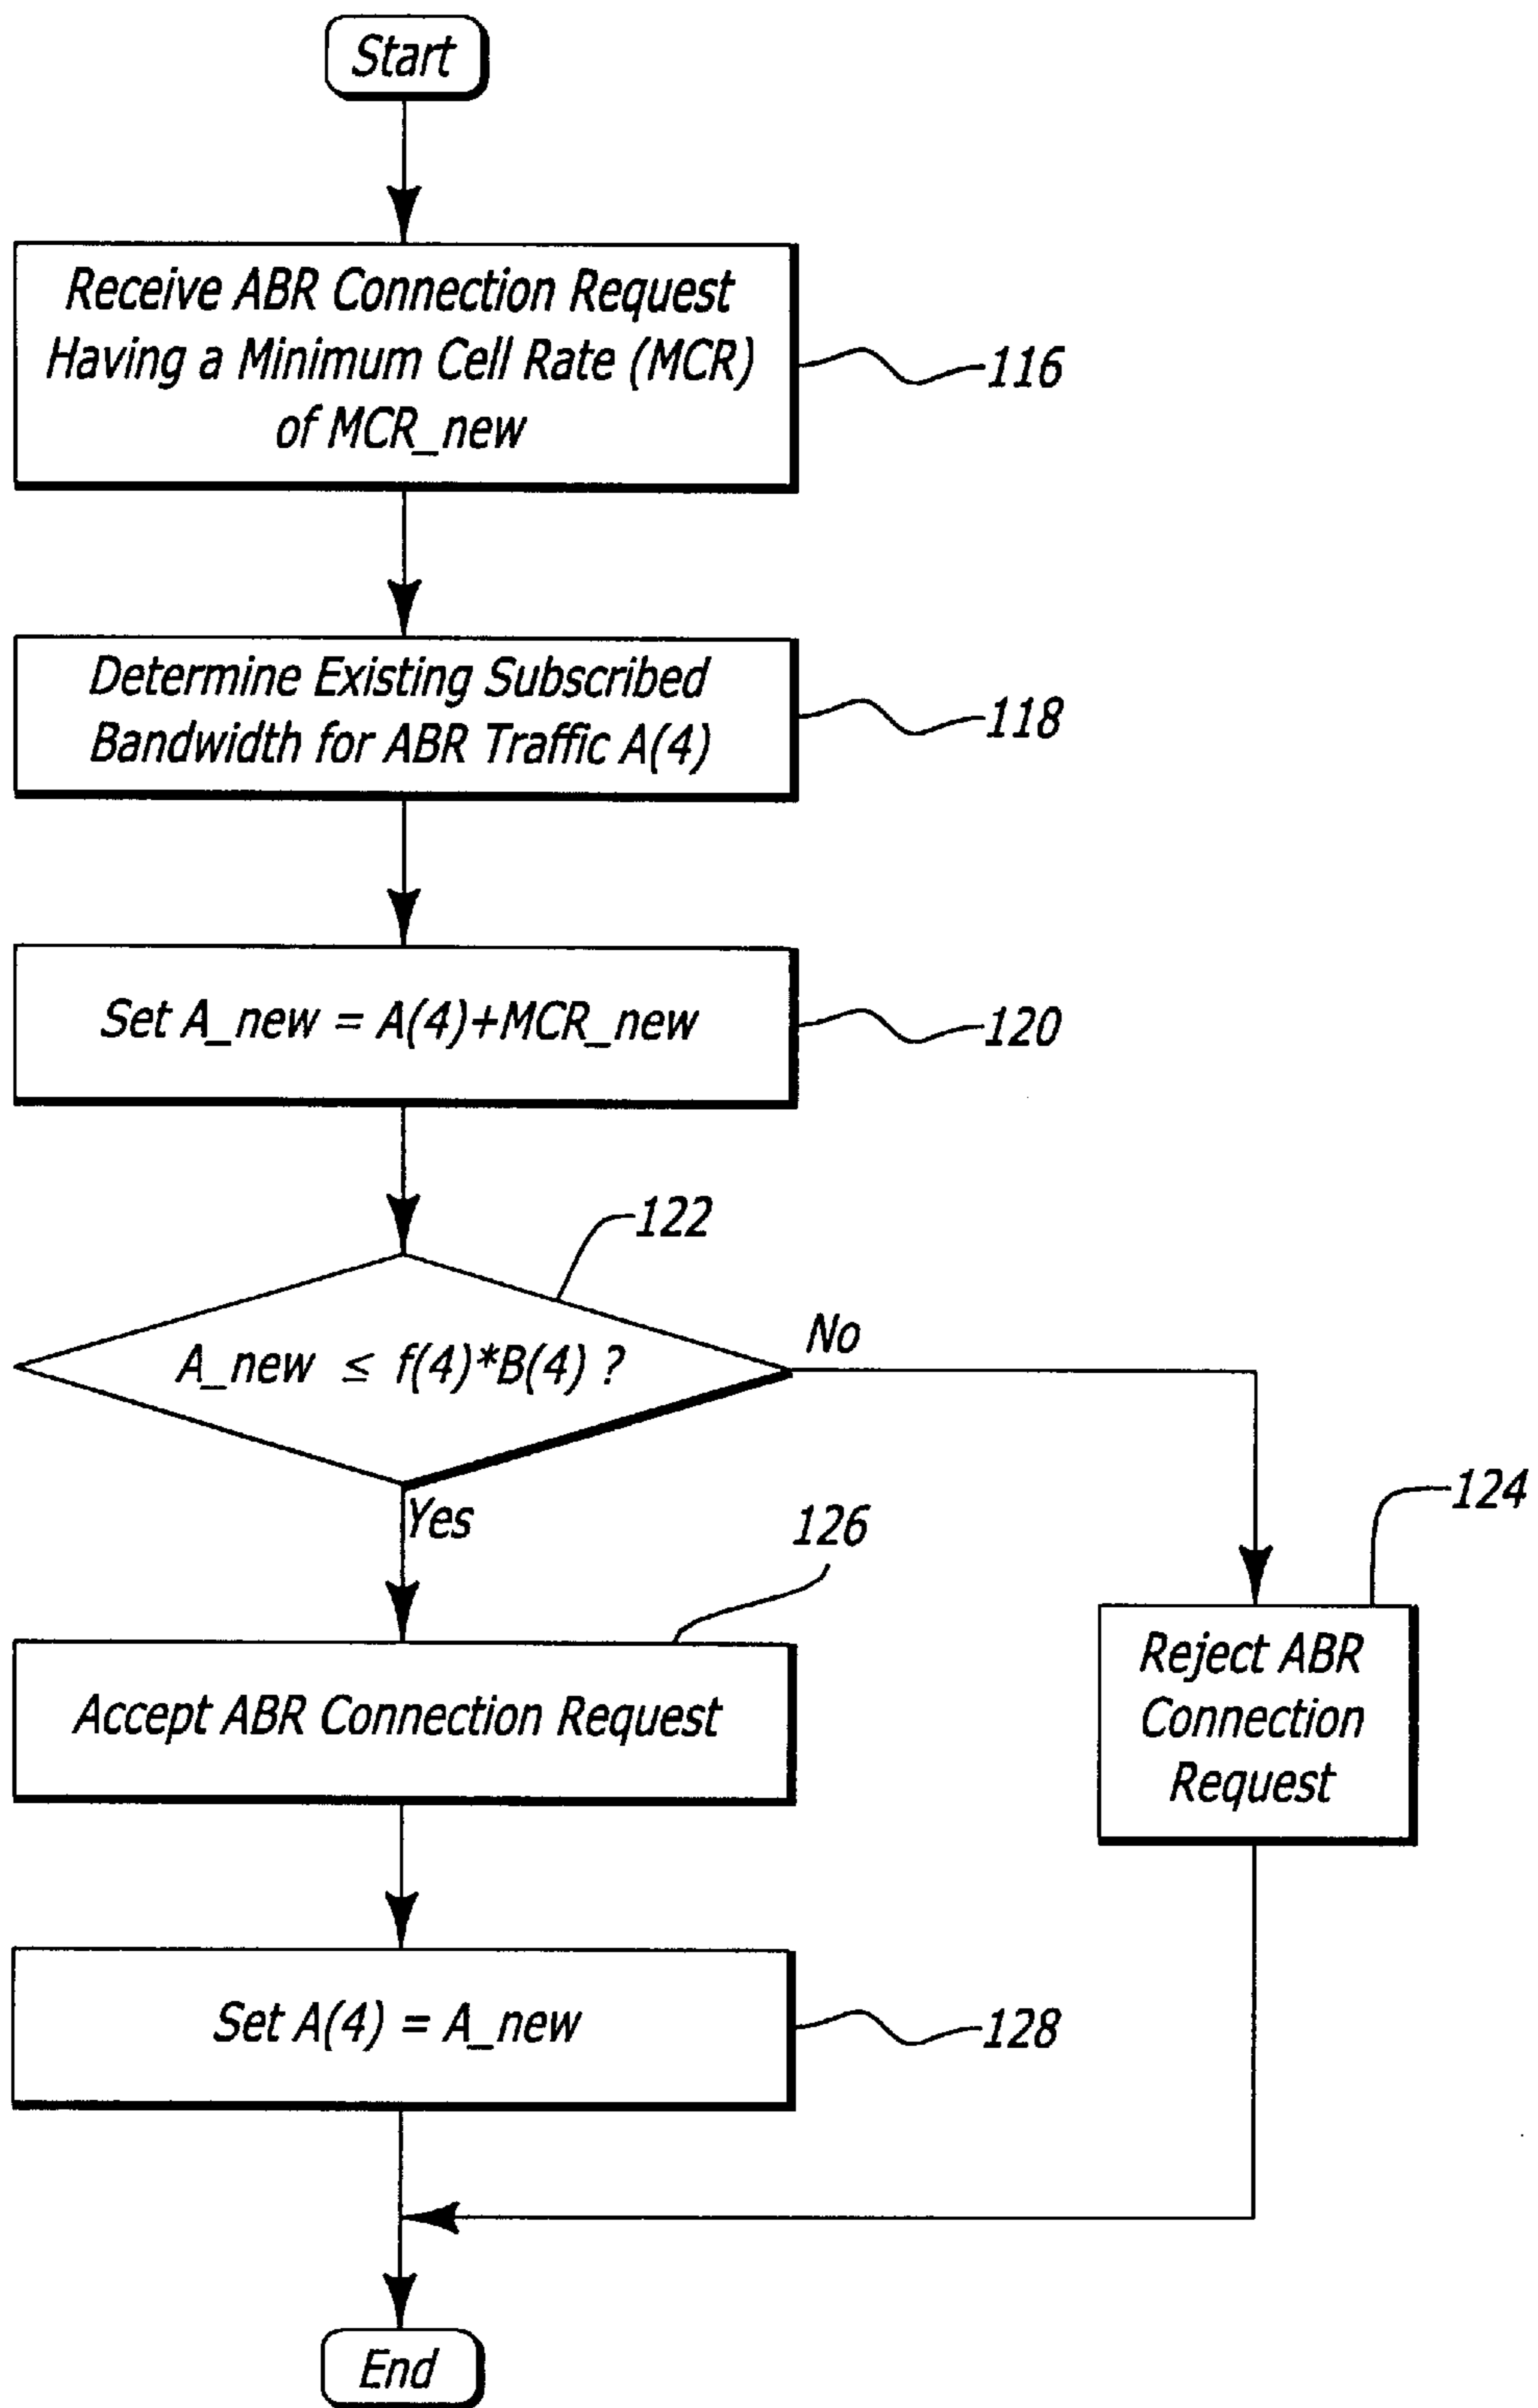 Start
Receive ABR Connection Request
Having a Minimum Cell Rate (MCR)
of MCR_new
116
Determine Existing Subscribed
Bandwidth for ABR Traffic A(4)
118
Set A_new = A(4)+MCR_new
120
122
A_new ≤ f(4)*B(4) ?
No
Yes
124
126
Accept ABR Connection Request
Reject ABR
Connection
Request
Set A(4) = A_new
128
End